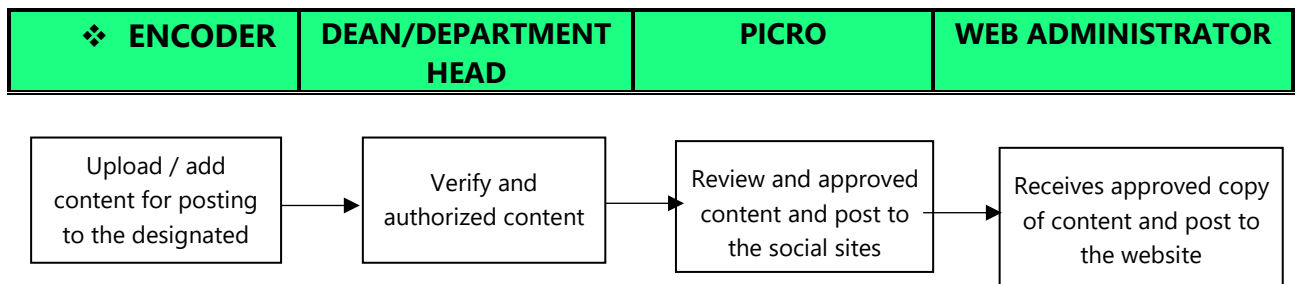 ❖ ENCODER
DEAN/DEPARTMENT
HEAD
PICRO
WEB ADMINISTRATOR
Upload / add
content for posting
to the designated
Verify and
authorized content
Review and approved
content and post to
the social sites
Receives approved copy
of content and post to
the website